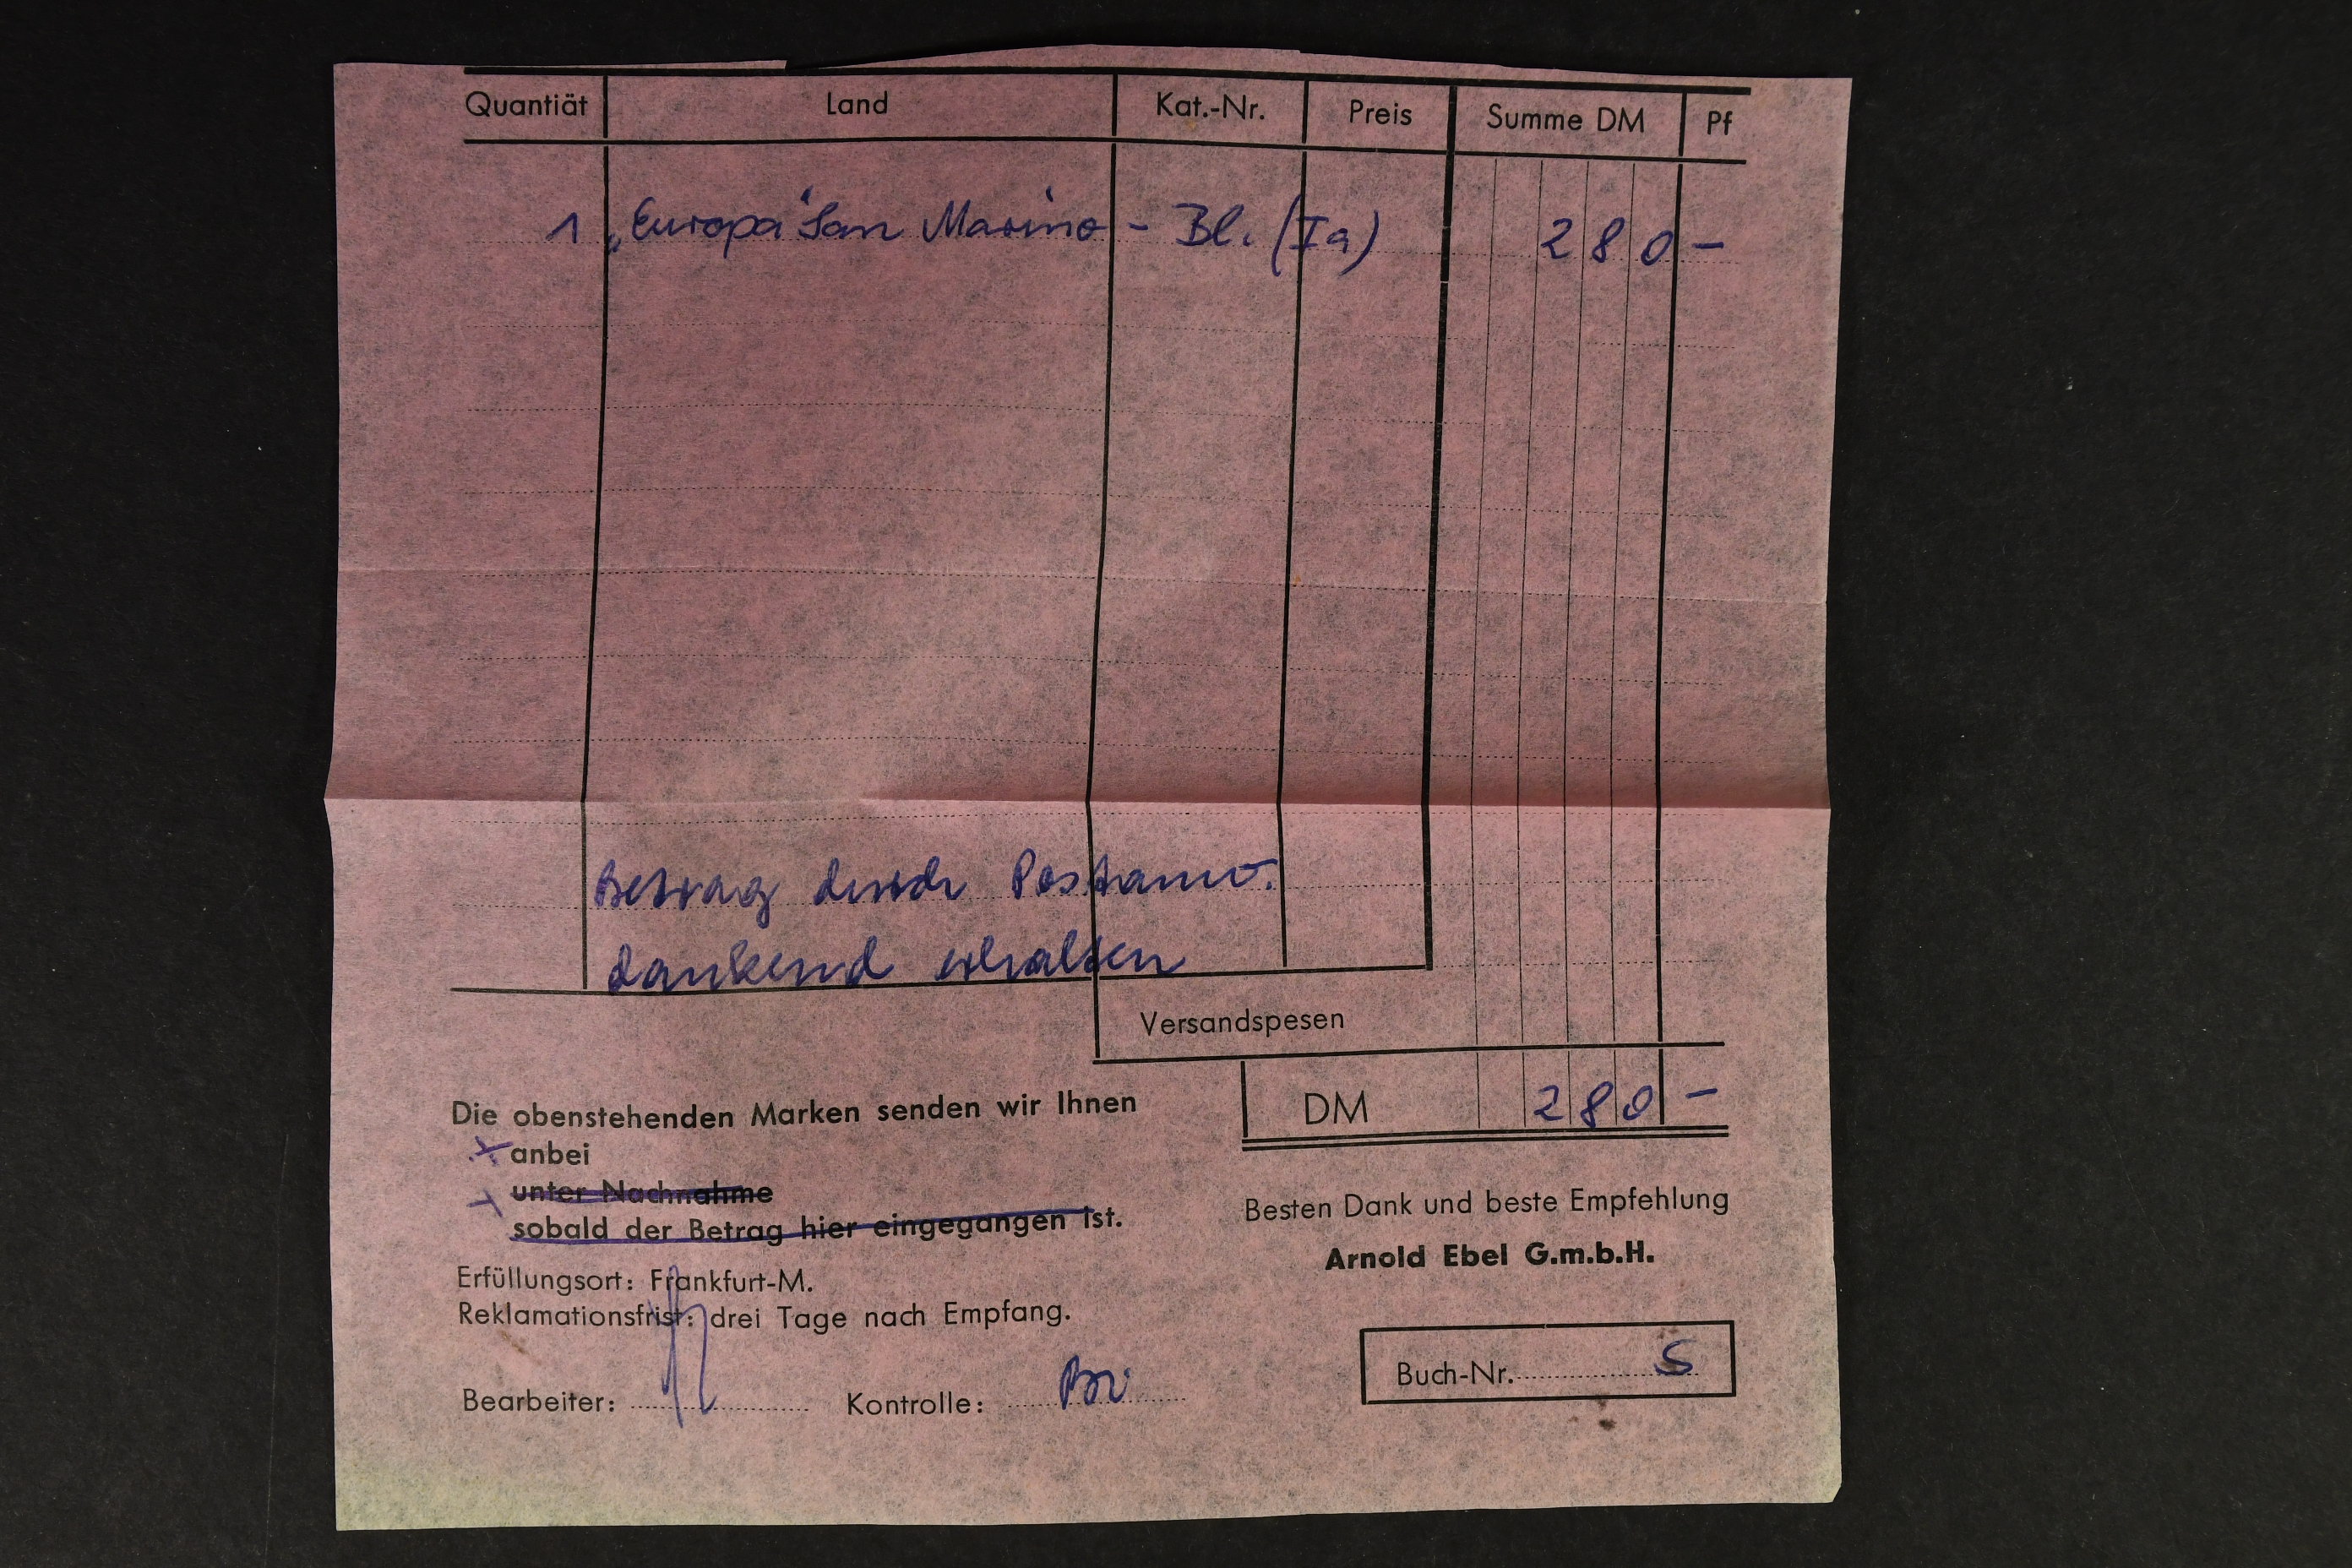 Quantiät Land Kat.-Nr. Preis Summe DM Pf
1 „Europa" San Marino - Bl. (Ia) 280 –
Betrag durch Postanw.
dankend erhalten
Versandspesen
DM 280 –
Die obenstehenden Marken senden wir Ihnen
anbei
unter Nachnahme
sobald der Betrag hier eingegangen ist.
Besten Dank und beste Empfehlung
Arnold Ebel G.m.b.H.
Erfüllungsort: Frankfurt-M.
Reklamationsfrist: drei Tage nach Empfang.
Bearbeiter: Kontrolle:
Buch-Nr. S